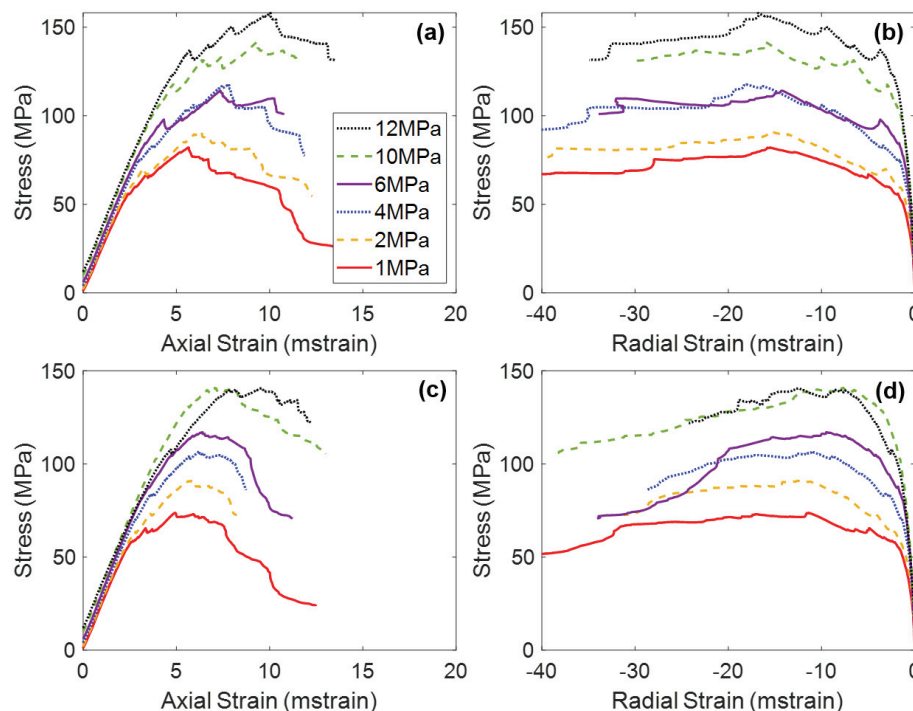 (a)
150
100
50
0
Stress (MPa)
12MPa
10MPa
6MPa
4MPa
2MPa
1MPa
0 5 10 15 20
Axial Strain (mstrain)
(b)
150
100
50
0
Stress (MPa)
-40 -30 -20 -10 0
Radial Strain (mstrain)
(c)
150
100
50
0
Stress (MPa)
0 5 10 15 20
Axial Strain (mstrain)
(d)
150
100
50
0
Stress (MPa)
-40 -30 -20 -10 0
Radial Strain (mstrain)